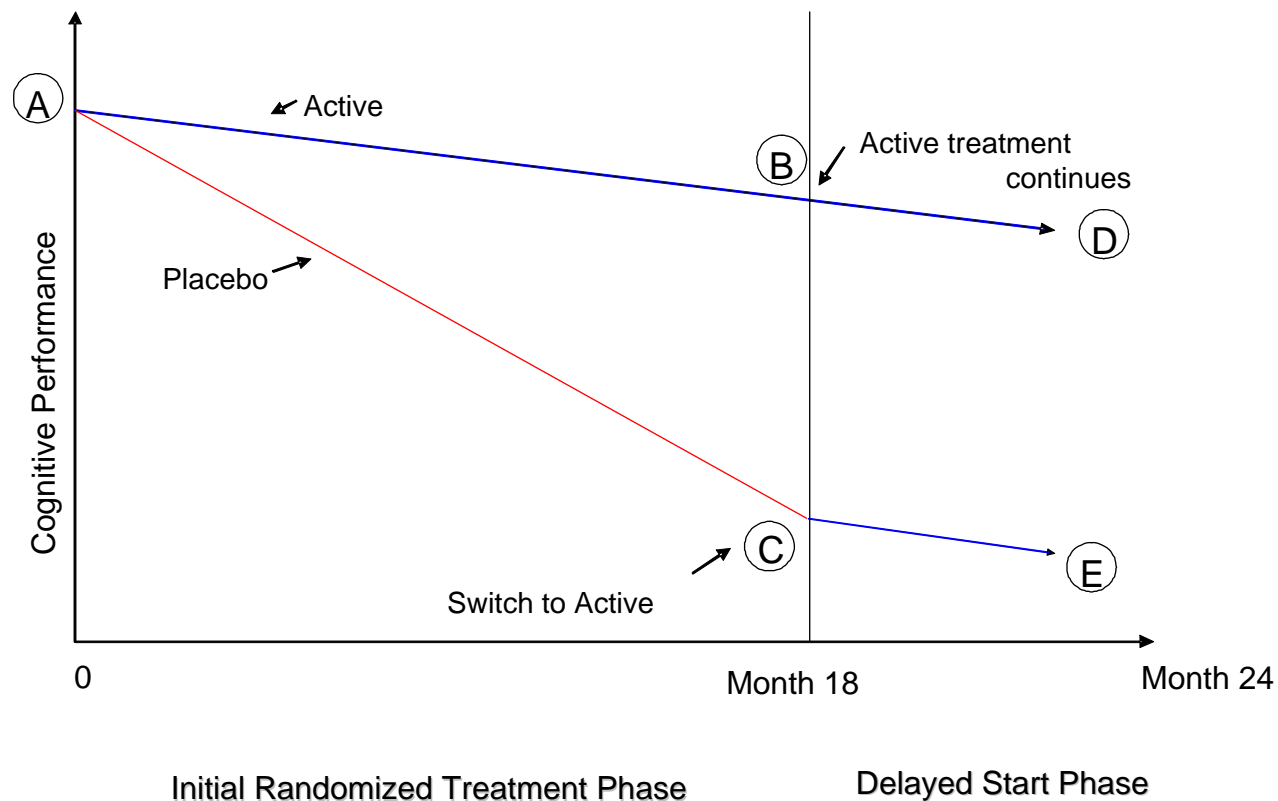 A
Active
B
Active treatment
continues
D
Placebo
Cognitive Performance
C
E
Switch to Active
0
Month 18
Month 24
Initial Randomized Treatment Phase
Delayed Start Phase